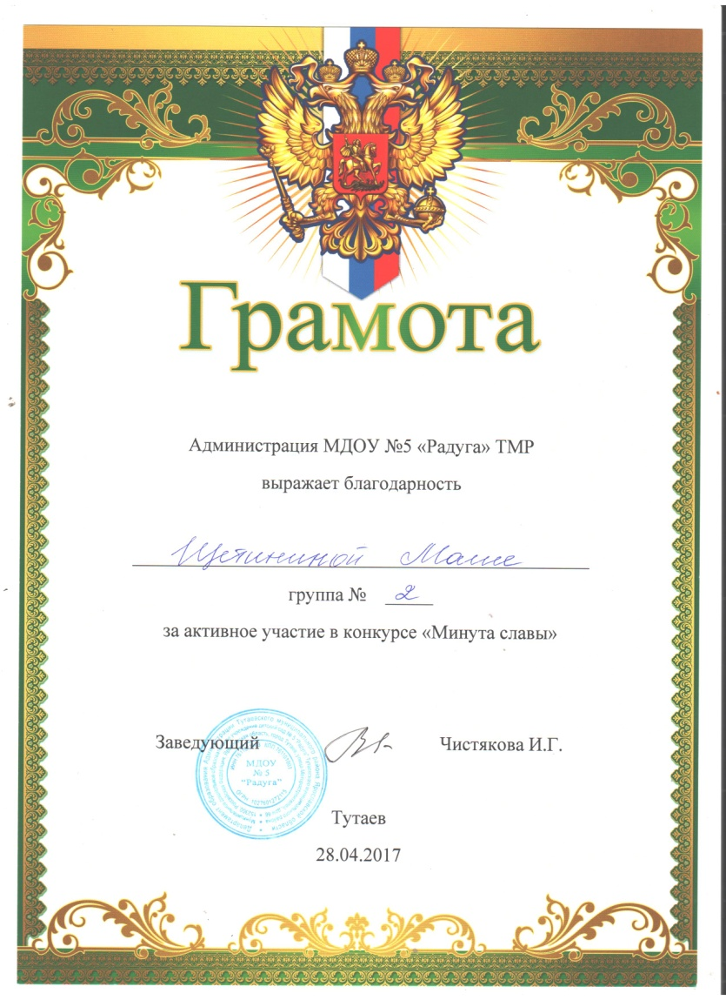 Грамота
Администрация МДОУ №5 «Радуга» ТМР
выражает благодарность
Щетининой Маше
группа № 2
за активное участие в конкурсе «Минута славы»
Заведующий Чистякова И.Г.
МДОУ
№ 5
"Радуга"
Тутаев
28.04.2017